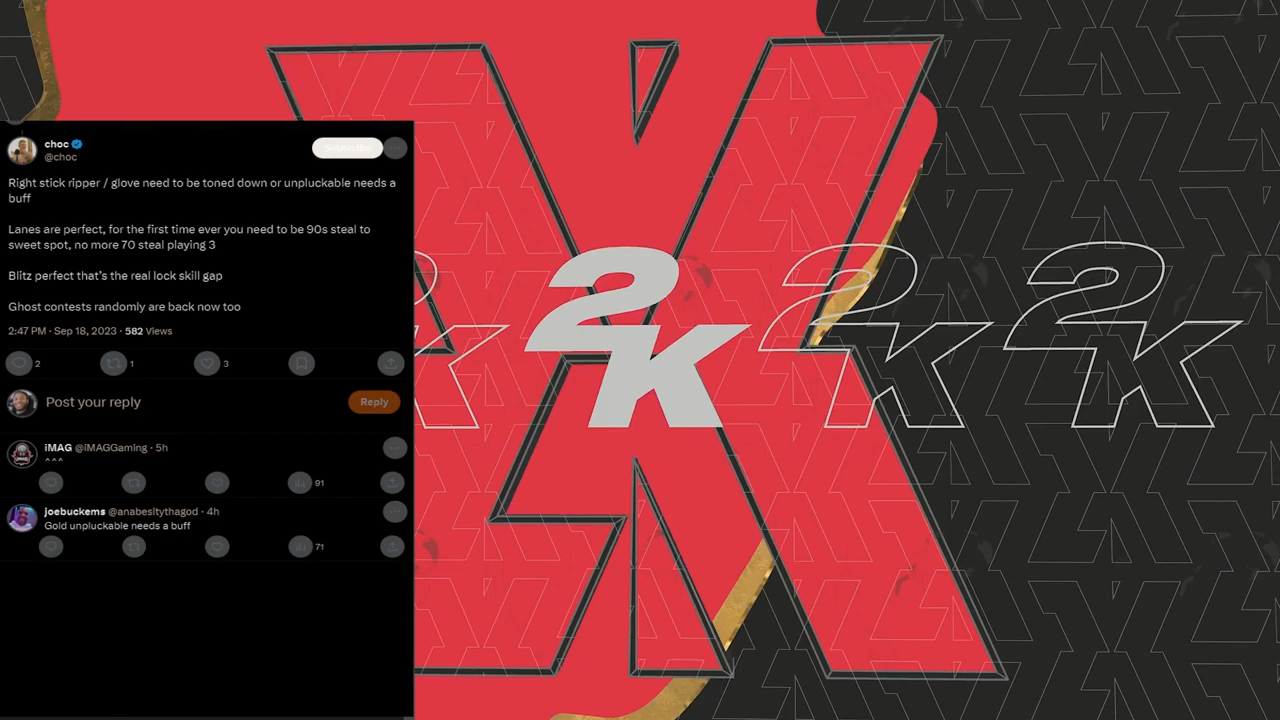 choc
Subscribe
@choc
Right stick ripper / glove need to be toned down or unpluckable needs a
buff
Lanes are perfect, for the first time ever you need to be 90s steal to
sweet spot, no more 70 steal playing 3
Blitz perfect that's the real lock skill gap
Ghost contests randomly are back now too
2:47 PM · Sep 18, 2023 · 582 Views
2 1 3
Post your reply
Reply
iMAG @iMAGGaming · 5h
^^^
91
joebuckems @anabesltythagod · 4h
Gold unpluckable needs a buff
71
2K 2K 2K 2K